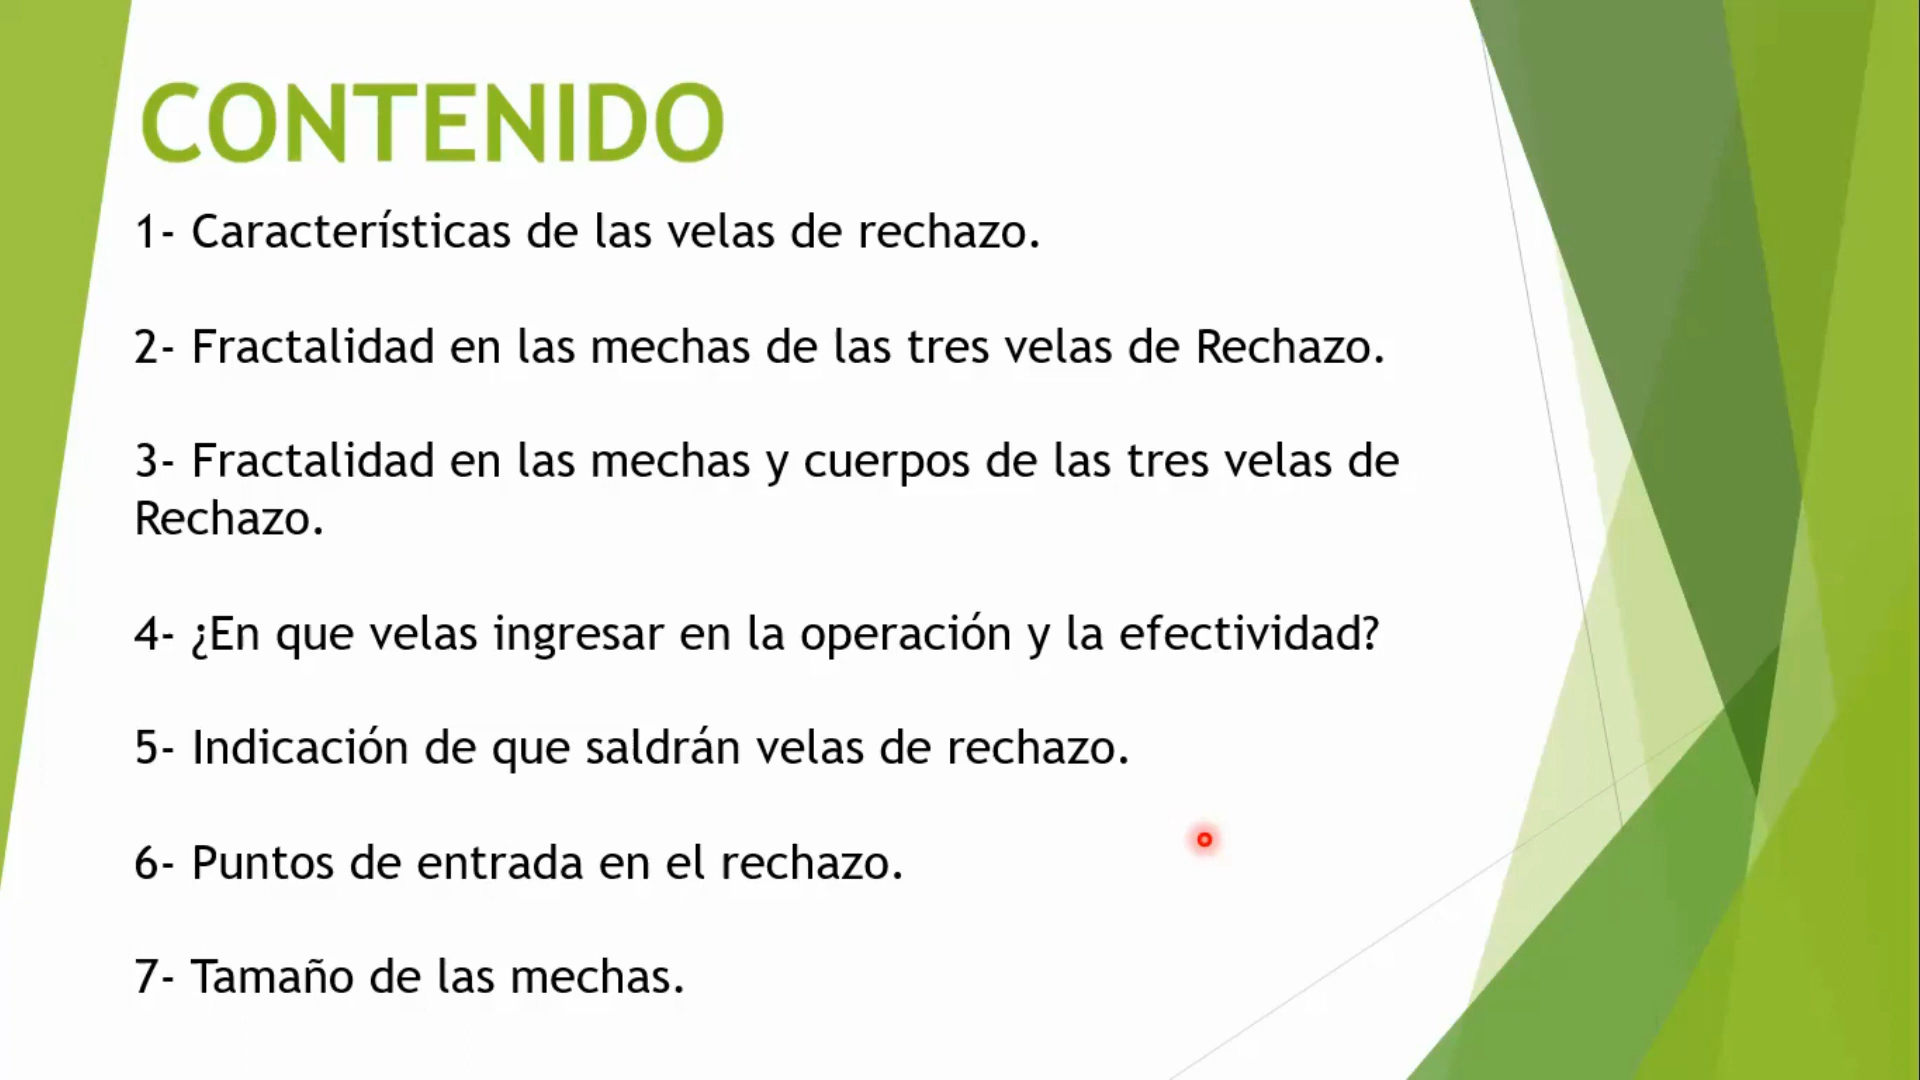 CONTENIDO
1- Características de las velas de rechazo.
2- Fractalidad en las mechas de las tres velas de Rechazo.
3- Fractalidad en las mechas y cuerpos de las tres velas de
Rechazo.
4- ¿En que velas ingresar en la operación y la efectividad?
5- Indicación de que saldrán velas de rechazo.
6- Puntos de entrada en el rechazo.
7- Tamaño de las mechas.